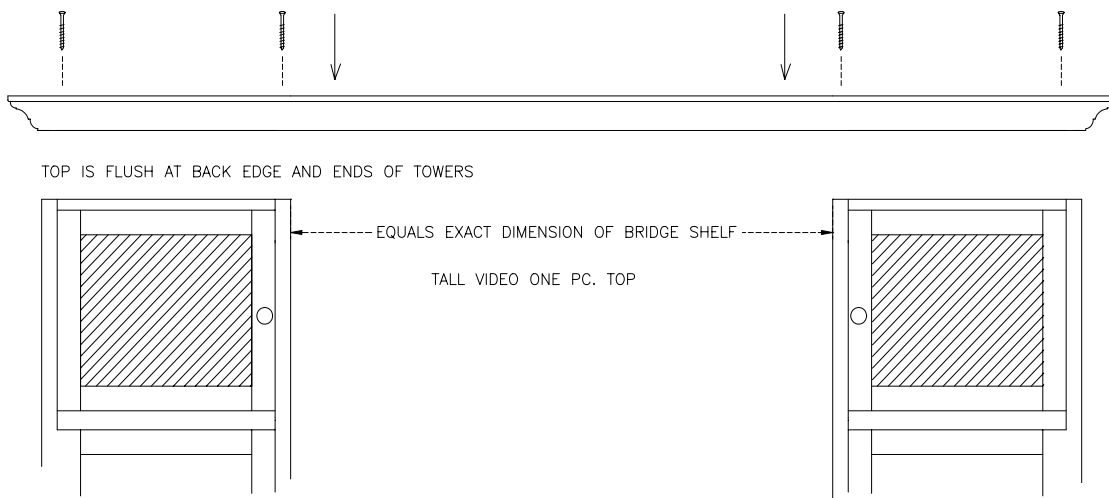 TOP IS FLUSH AT BACK EDGE AND ENDS OF TOWERS
EQUALS EXACT DIMENSION OF BRIDGE SHELF
TALL VIDEO ONE PC. TOP